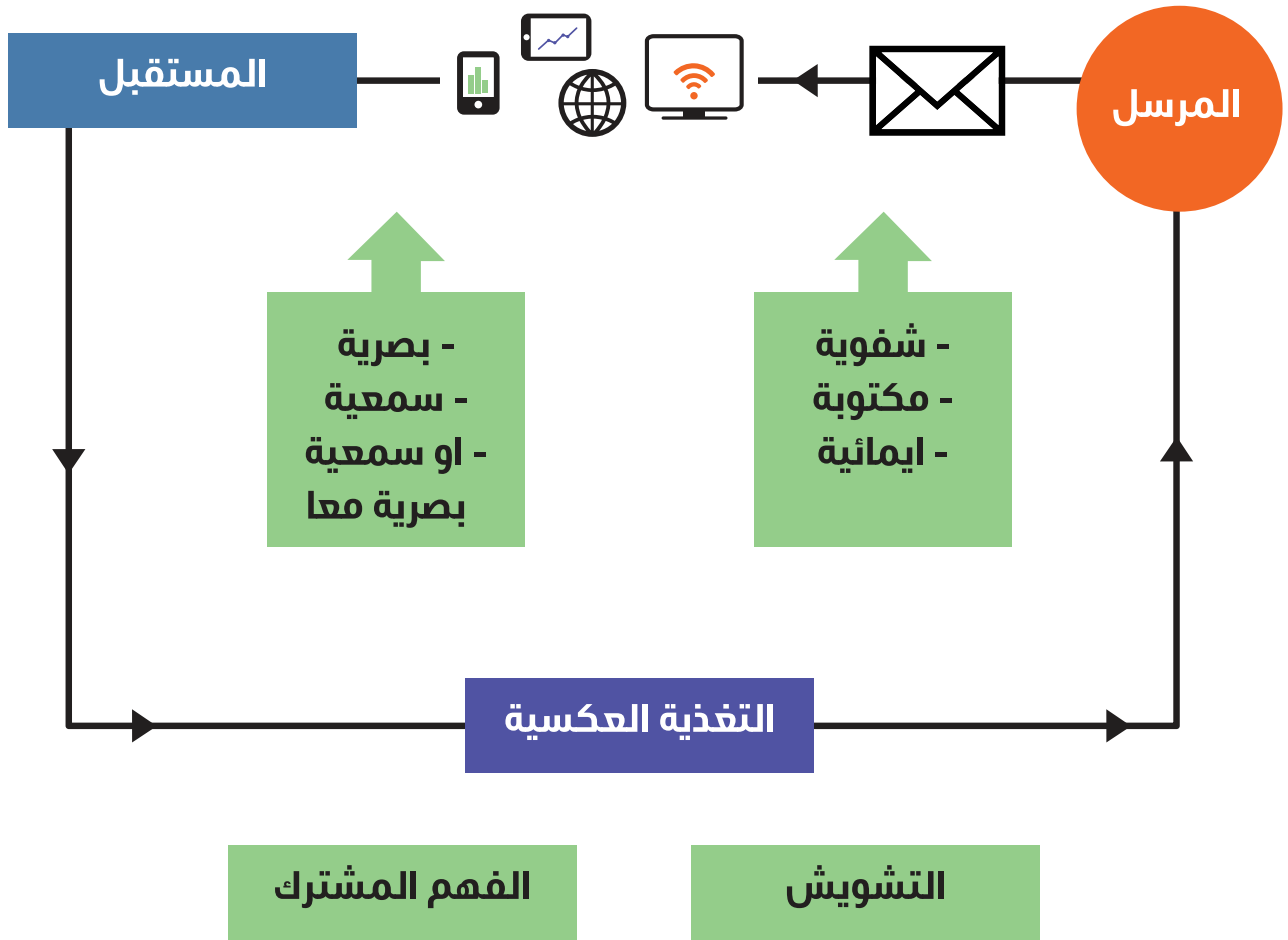 المرسل
المستقبل
- شفوية
- مكتوبة
- ايمائية
- بصرية
- سمعية
- او سمعية
بصرية معا
التغذية العكسية
التشويش
الفهم المشترك